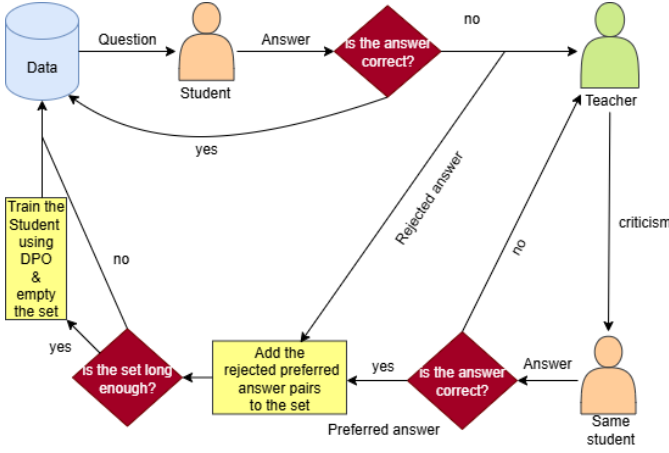 Data
Question
Student
Answer
is the answer
correct?
no
Teacher
yes
Rejected answer
criticism
Train the
Student
using
DPO
&
empty
the set
no
no
yes
is the set long
enough?
Add the
rejected preferred
answer pairs
to the set
yes
is the answer
correct?
Answer
Same
student
Preferred answer